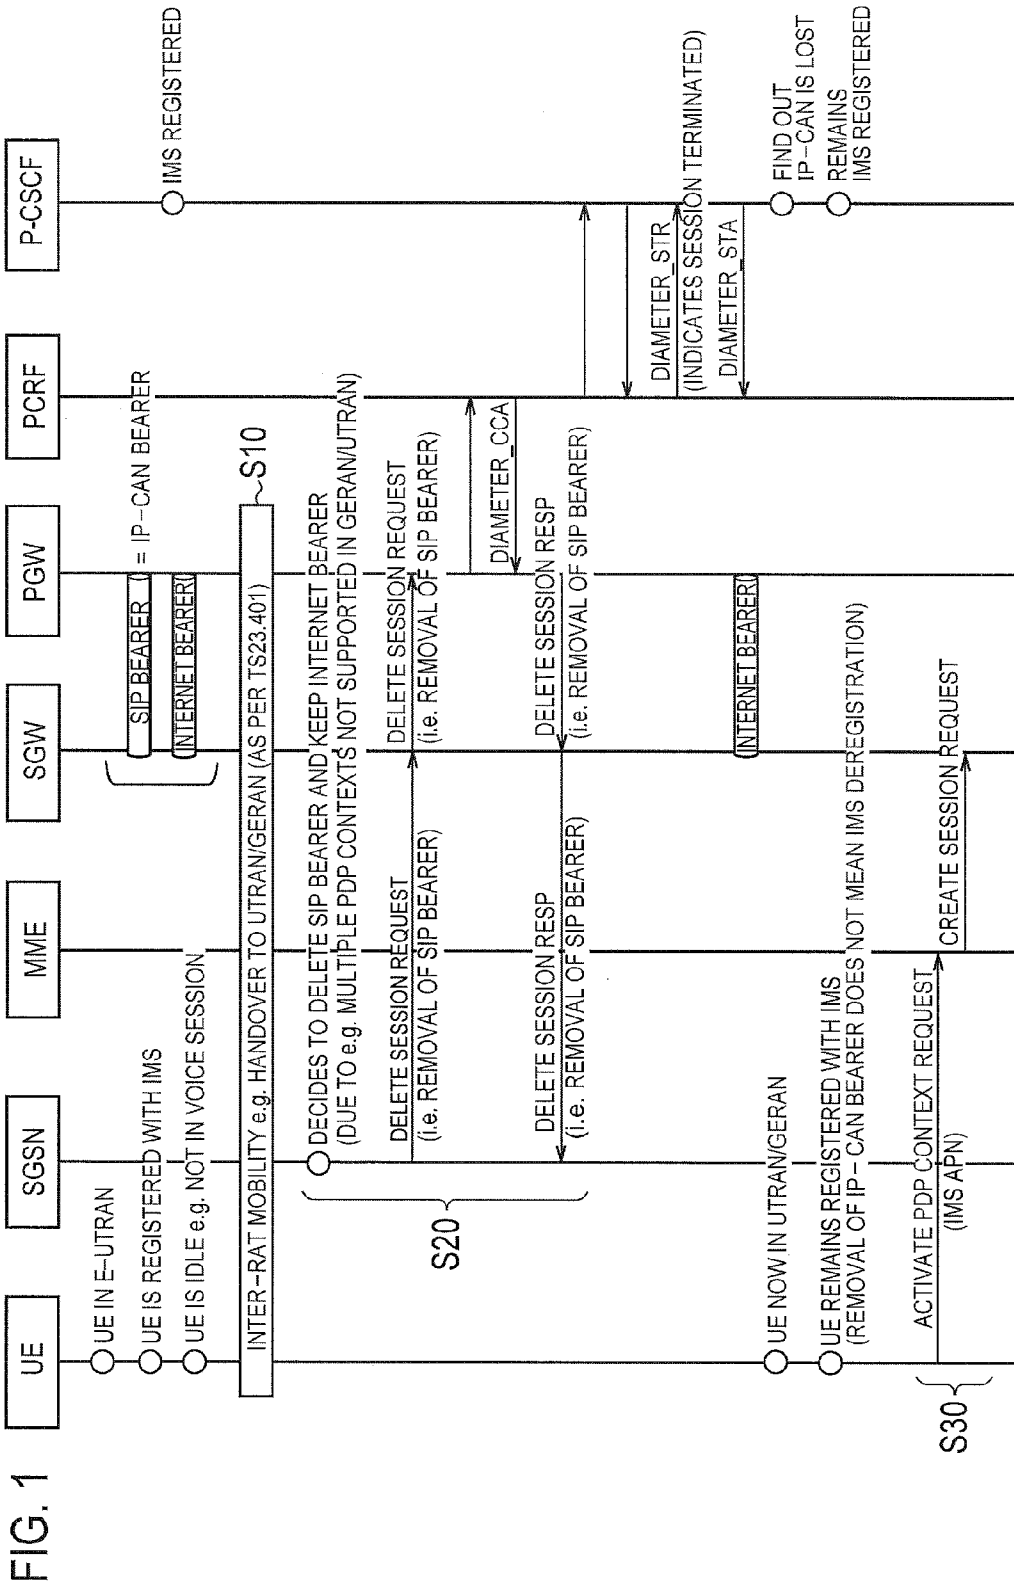 FIG. 1
UE
SGSN
MME
SGW
PGW
PCRF
P-CSCF
UE IN E-UTRAN
UE IS REGISTERED WITH IMS
UE IS IDLE e.g. NOT IN VOICE SESSION
SIP BEARER
= IP-CAN BEARER
INTERNET BEARER
IMS REGISTERED
INTER-RAT MOBILITY e.g. HANDOVER TO UTRAN/GERAN (AS PER TS23.401)
S10
DECIDES TO DELETE SIP BEARER AND KEEP INTERNET BEARER
(DUE TO e.g. MULTIPLE PDP CONTEXTS NOT SUPPORTED IN GERAN/UTRAN)
DELETE SESSION REQUEST
(i.e. REMOVAL OF SIP BEARER)
DELETE SESSION REQUEST
(i.e. REMOVAL OF SIP BEARER)
S20
DIAMETER_CCA
DELETE SESSION RESP
(i.e. REMOVAL OF SIP BEARER)
DELETE SESSION RESP
(i.e. REMOVAL OF SIP BEARER)
DIAMETER_STR
(INDICATES SESSION TERMINATED)
DIAMETER_STA
INTERNET BEARER
UE NOW IN UTRAN/GERAN
FIND OUT
IP-CAN IS LOST
UE REMAINS REGISTERED WITH IMS
(REMOVAL OF IP-CAN BEARER DOES NOT MEAN IMS DEREGISTRATION)
REMAINS
IMS REGISTERED
S30
ACTIVATE PDP CONTEXT REQUEST
(IMS APN)
CREATE SESSION REQUEST